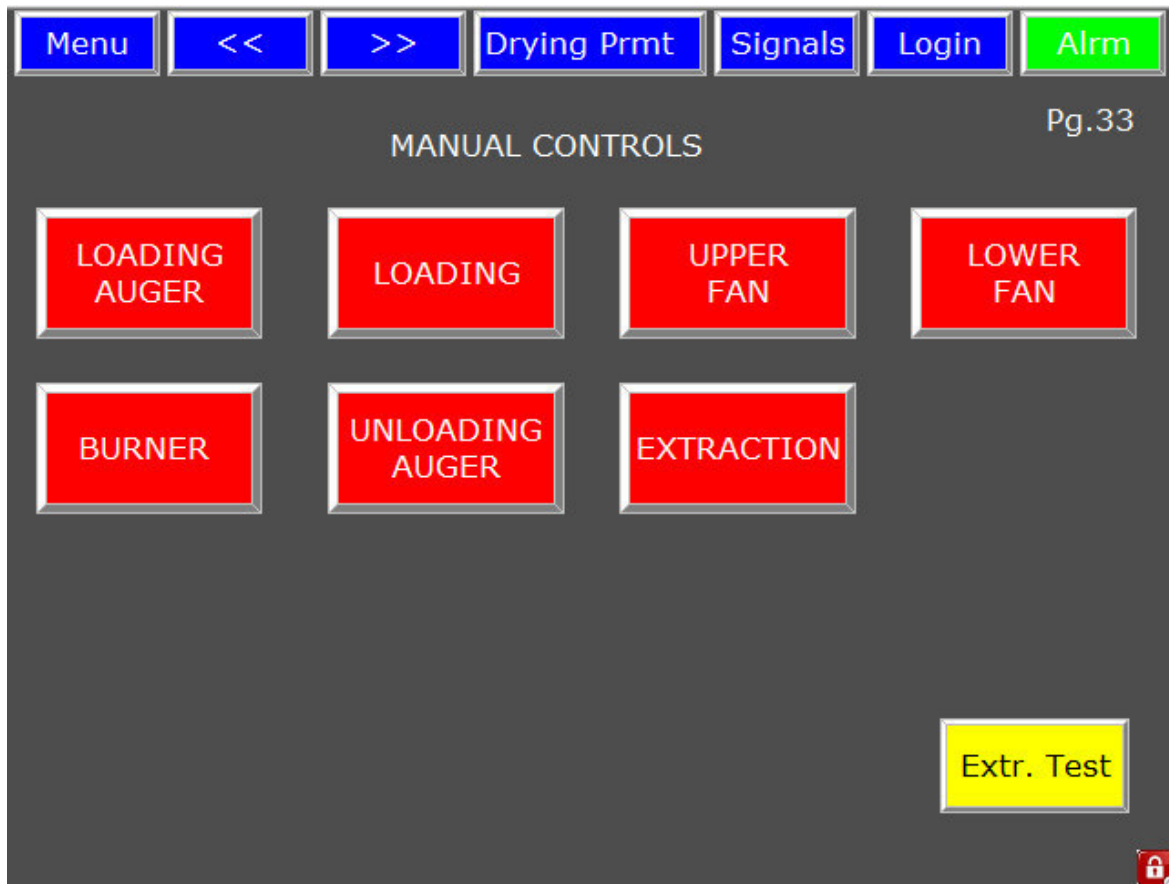 Menu << >> Drying Prmt Signals Login Alrm
Pg.33
MANUAL CONTROLS
LOADING
AUGER
LOADING
UPPER
FAN
LOWER
FAN
BURNER
UNLOADING
AUGER
EXTRACTION
Extr. Test